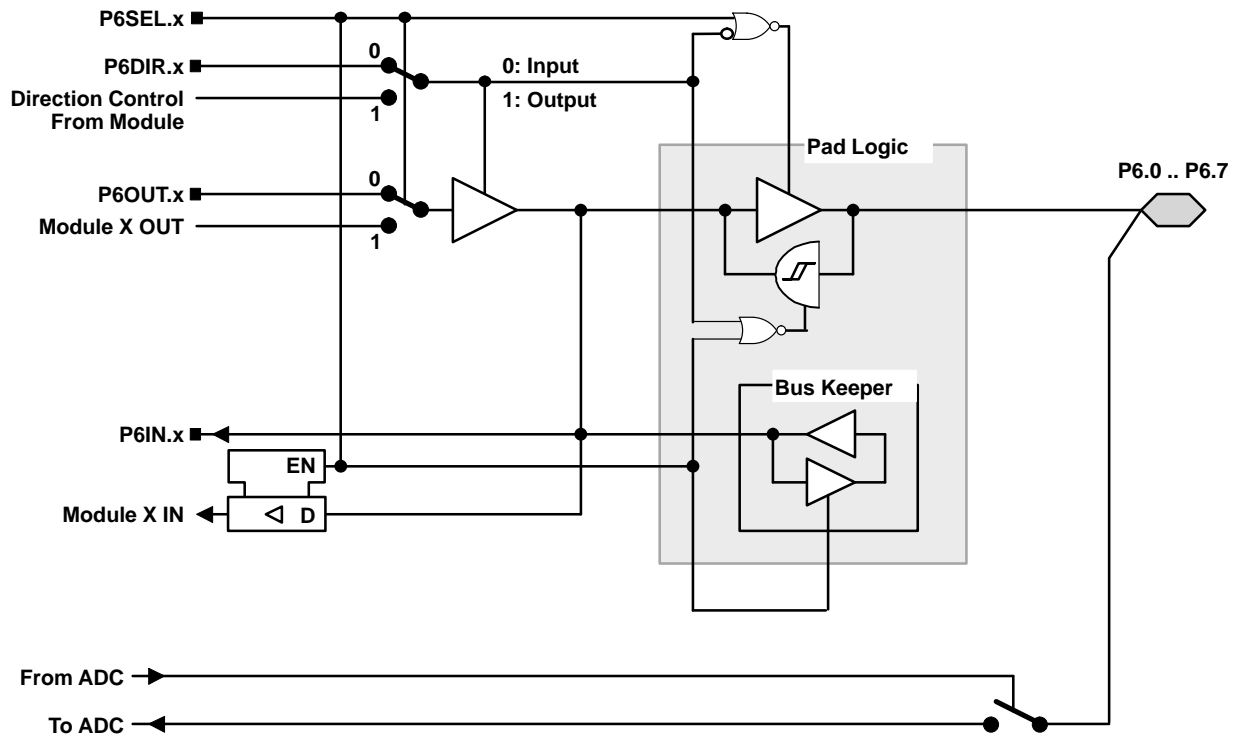 P6SEL.x
P6DIR.x
0
0: Input
Direction Control
From Module
1
1: Output
Pad Logic
P6.0 .. P6.7
P6OUT.x
0
Module X OUT
1
Bus Keeper
P6IN.x
EN
Module X IN
D
From ADC
To ADC